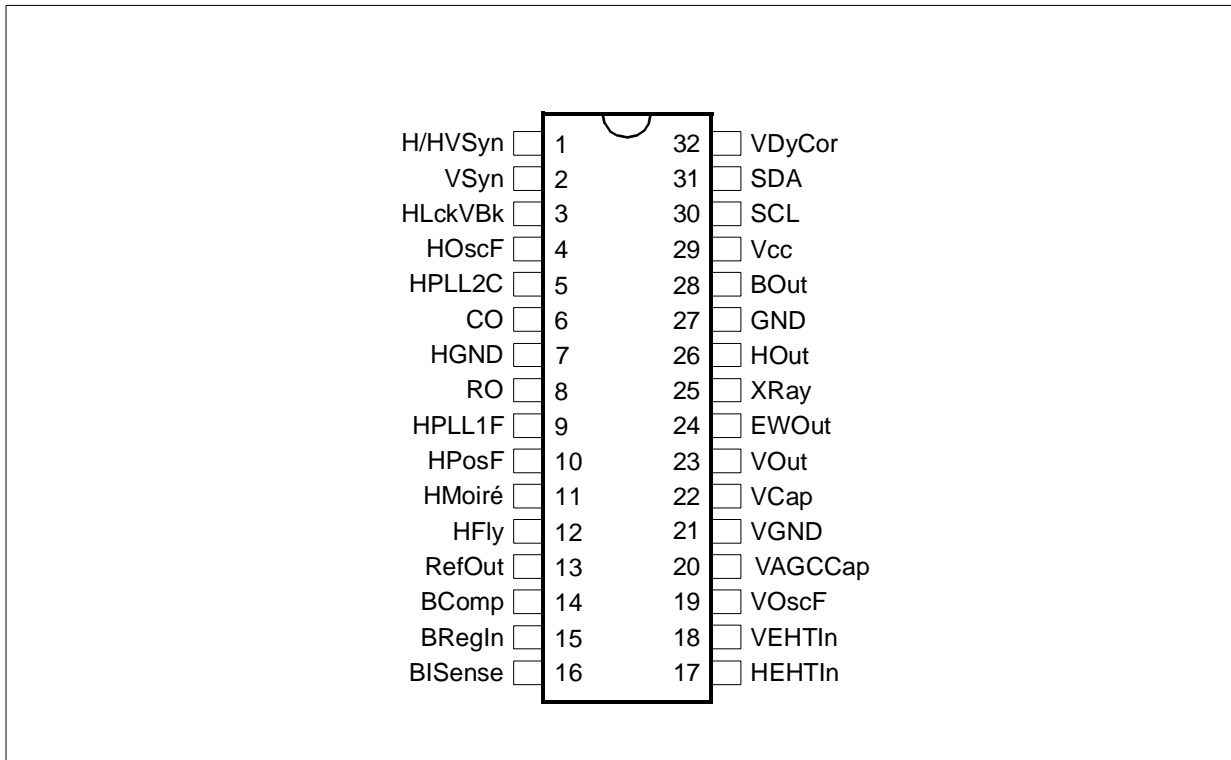 H/HVSyn 1 32 VDyCor
VSyn 2 31 SDA
HLckVBk 3 30 SCL
HOscF 4 29 Vcc
HPLL2C 5 28 BOut
CO 6 27 GND
HGND 7 26 HOut
RO 8 25 XRay
HPLL1F 9 24 EWOut
HPosF 10 23 VOut
HMoiré 11 22 VCap
HFly 12 21 VGND
RefOut 13 20 VAGCCap
BComp 14 19 VOscF
BRegIn 15 18 VEHTIn
BISense 16 17 HEHTIn